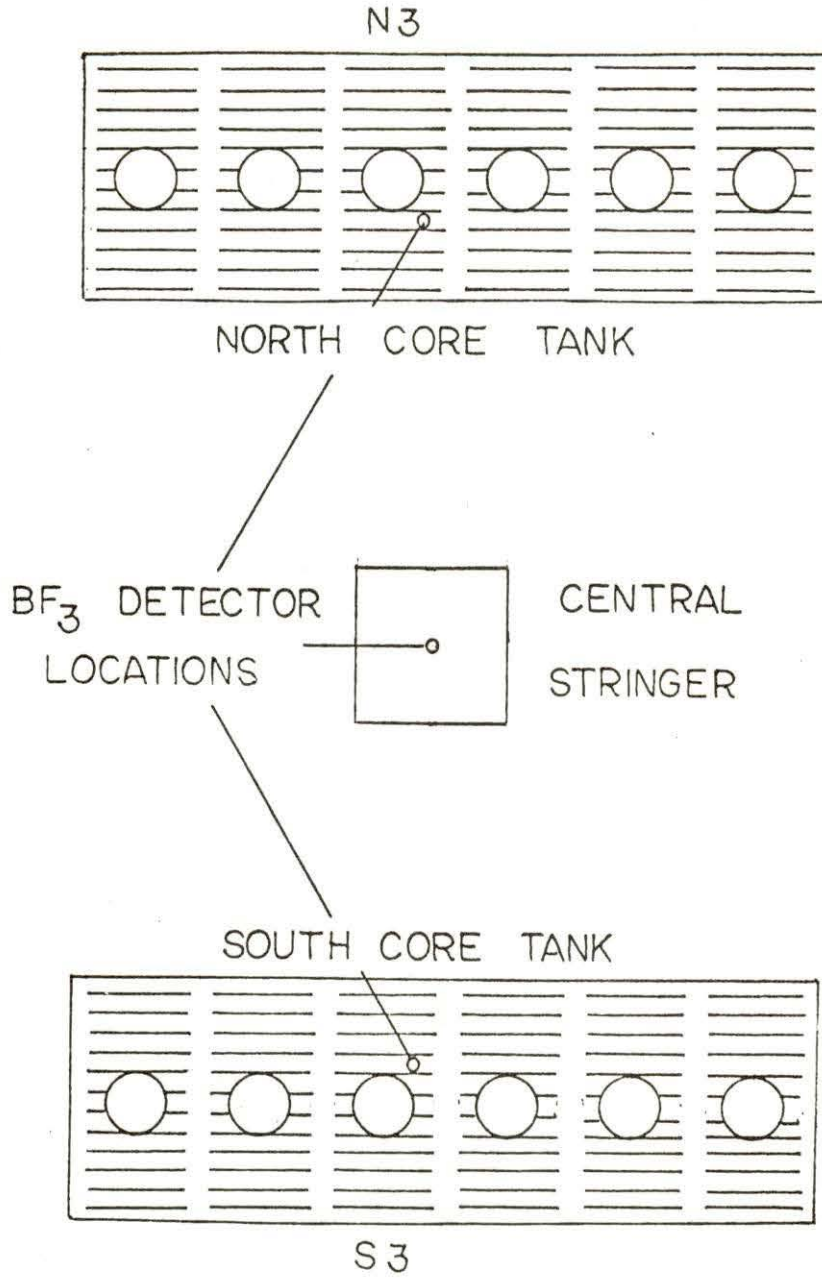 N3
NORTH CORE TANK
BF₃ DETECTOR
LOCATIONS
CENTRAL
STRINGER
SOUTH CORE TANK
S3